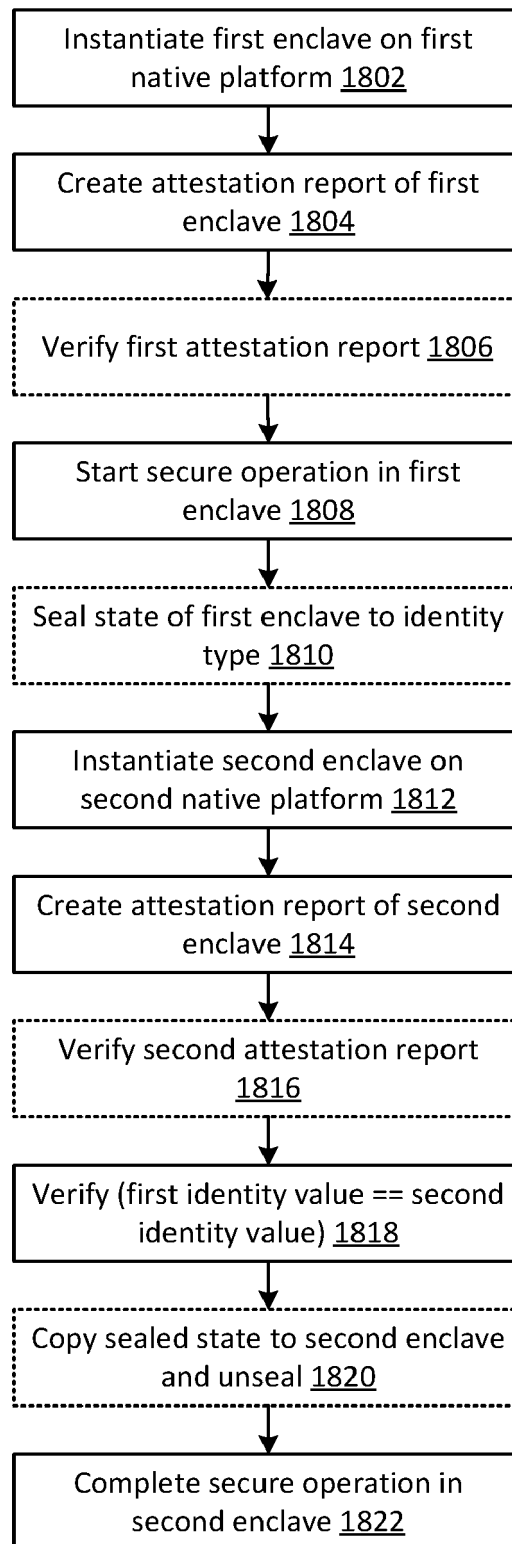 Instantiate first enclave on first
native platform 1802
Create attestation report of first
enclave 1804
Verify first attestation report 1806
Start secure operation in first
enclave 1808
Seal state of first enclave to identity
type 1810
Instantiate second enclave on
second native platform 1812
Create attestation report of second
enclave 1814
Verify second attestation report
1816
Verify (first identity value == second
identity value) 1818
Copy sealed state to second enclave
and unseal 1820
Complete secure operation in
second enclave 1822